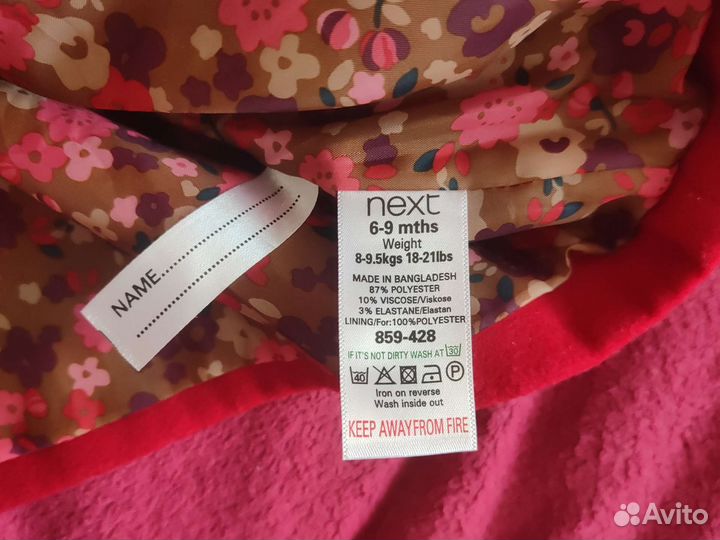 NAME
next
6-9 mths
Weight
8-9.5kgs 18-21lbs
MADE IN BANGLADESH
87% POLYESTER
10% VISCOSE/Viskose
3% ELASTANE/Elastan
LINING/For:100%POLYESTER
859-428
IF IT'S NOT DIRTY WASH AT 30
40 P
Iron on reverse
Wash inside out
KEEP AWAY FROM FIRE
Avito